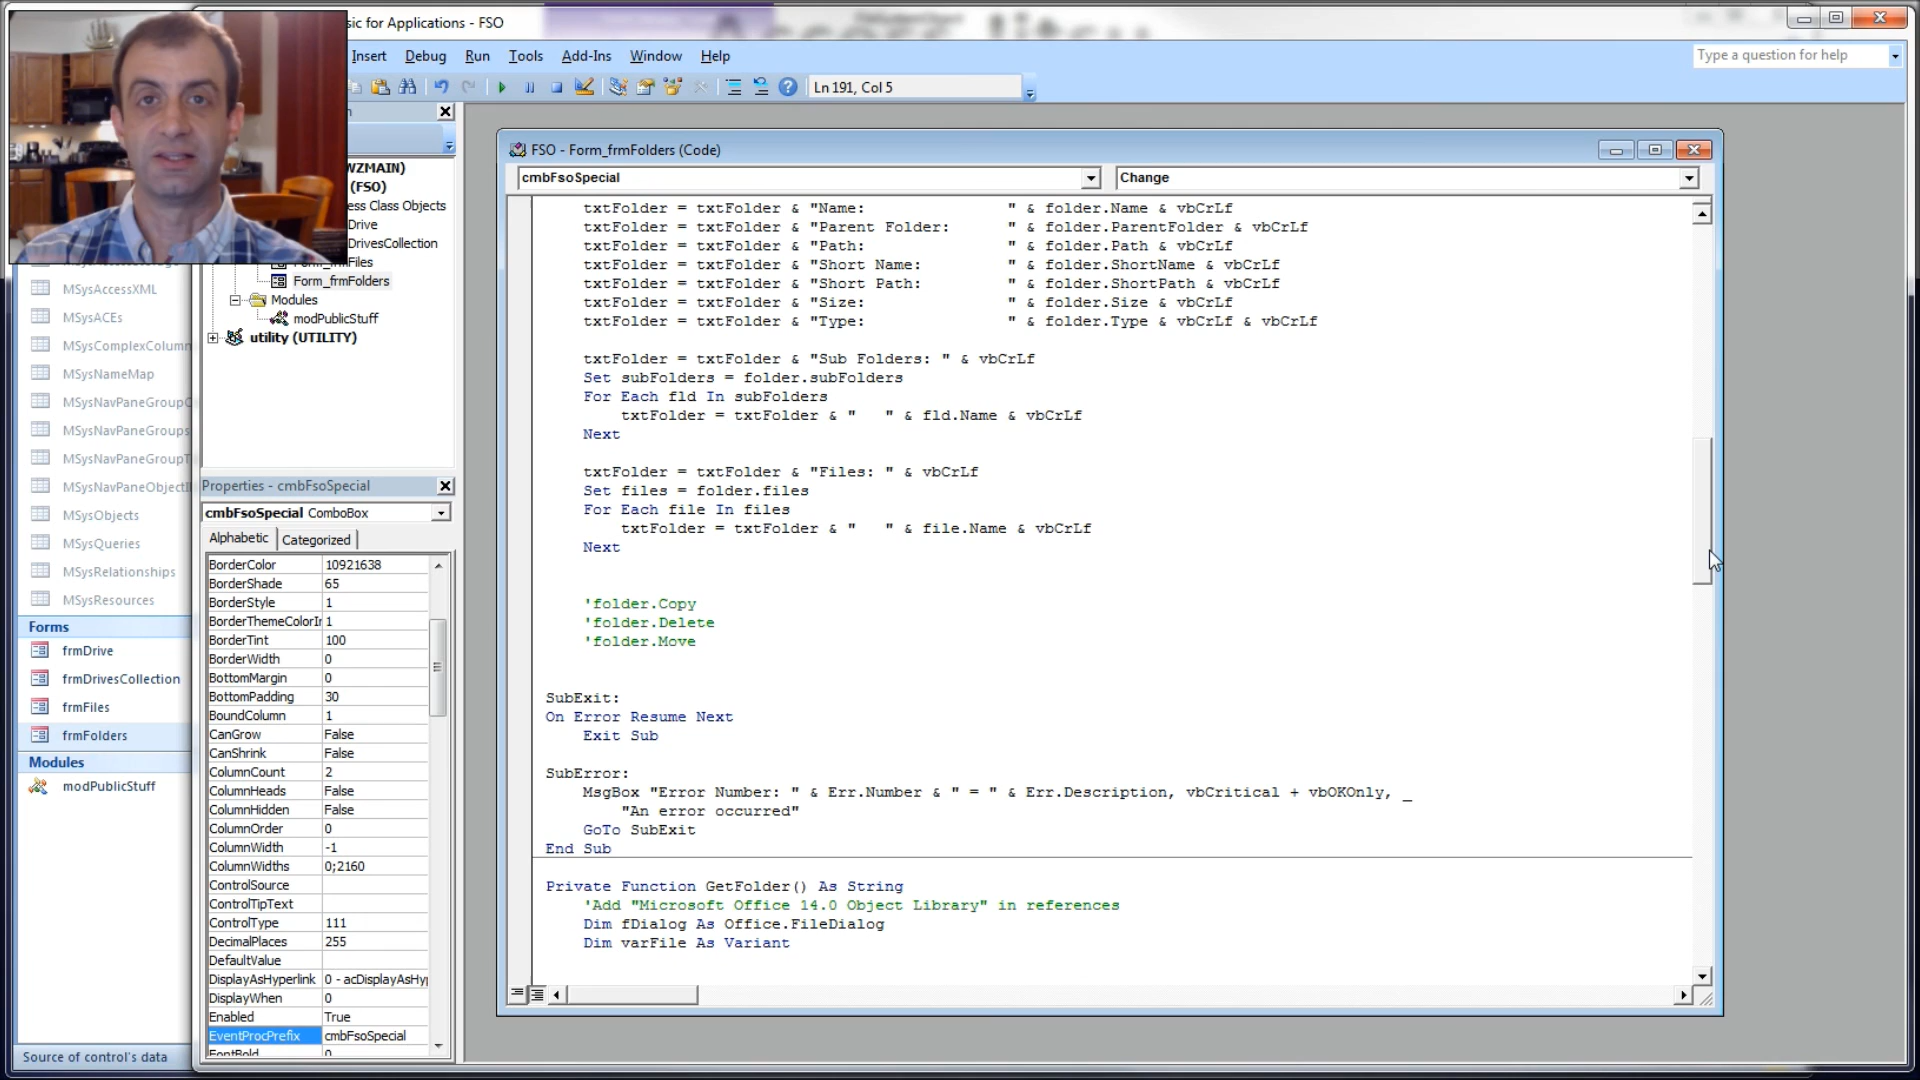 sic for Applications - FSO
Insert Debug Run Tools Add-Ins Window Help
Type a question for help
Ln 191, Col 5
WZMAIN)
(FSO)
ess Class Objects
Drive
DrivesCollection
Form_frmFiles
Form_frmFolders
Modules
modPublicStuff
utility (UTILITY)
MSysAccessXML
MSysACEs
MSysComplexColumn
MSysNameMap
MSysNavPaneGroupC
MSysNavPaneGroups
MSysNavPaneGroupT
MSysNavPaneObjectI
MSysObjects
MSysQueries
MSysRelationships
MSysResources
Forms
frmDrive
frmDrivesCollection
frmFiles
frmFolders
Modules
modPublicStuff
Source of control's data
Properties - cmbFsoSpecial
cmbFsoSpecial ComboBox
Alphabetic Categorized
BorderColor 10921638
BorderShade 65
BorderStyle 1
BorderThemeColorIr 1
BorderTint 100
BorderWidth 0
BottomMargin 0
BottomPadding 30
BoundColumn 1
CanGrow False
CanShrink False
ColumnCount 2
ColumnHeads False
ColumnHidden False
ColumnOrder 0
ColumnWidth -1
ColumnWidths 0;2160
ControlSource
ControlTipText
ControlType 111
DecimalPlaces 255
DefaultValue
DisplayAsHyperlink 0 - acDisplayAsHyp
DisplayWhen 0
Enabled True
EventProcPrefix cmbFsoSpecial
FontBold 0
FSO - Form_frmFolders (Code)
cmbFsoSpecial Change
txtFolder = txtFolder & "Name: " & folder.Name & vbCrLf
txtFolder = txtFolder & "Parent Folder: " & folder.ParentFolder & vbCrLf
txtFolder = txtFolder & "Path: " & folder.Path & vbCrLf
txtFolder = txtFolder & "Short Name: " & folder.ShortName & vbCrLf
txtFolder = txtFolder & "Short Path: " & folder.ShortPath & vbCrLf
txtFolder = txtFolder & "Size: " & folder.Size & vbCrLf
txtFolder = txtFolder & "Type: " & folder.Type & vbCrLf & vbCrLf
txtFolder = txtFolder & "Sub Folders: " & vbCrLf
Set subFolders = folder.subFolders
For Each fld In subFolders
txtFolder = txtFolder & "   " & fld.Name & vbCrLf
Next
txtFolder = txtFolder & "Files: " & vbCrLf
Set files = folder.files
For Each file In files
txtFolder = txtFolder & "   " & file.Name & vbCrLf
Next
'folder.Copy
'folder.Delete
'folder.Move
SubExit:
On Error Resume Next
Exit Sub
SubError:
MsgBox "Error Number: " & Err.Number & " = " & Err.Description, vbCritical + vbOKOnly, _
"An error occurred"
GoTo SubExit
End Sub
Private Function GetFolder() As String
'Add "Microsoft Office 14.0 Object Library" in references
Dim fDialog As Office.FileDialog
Dim varFile As Variant